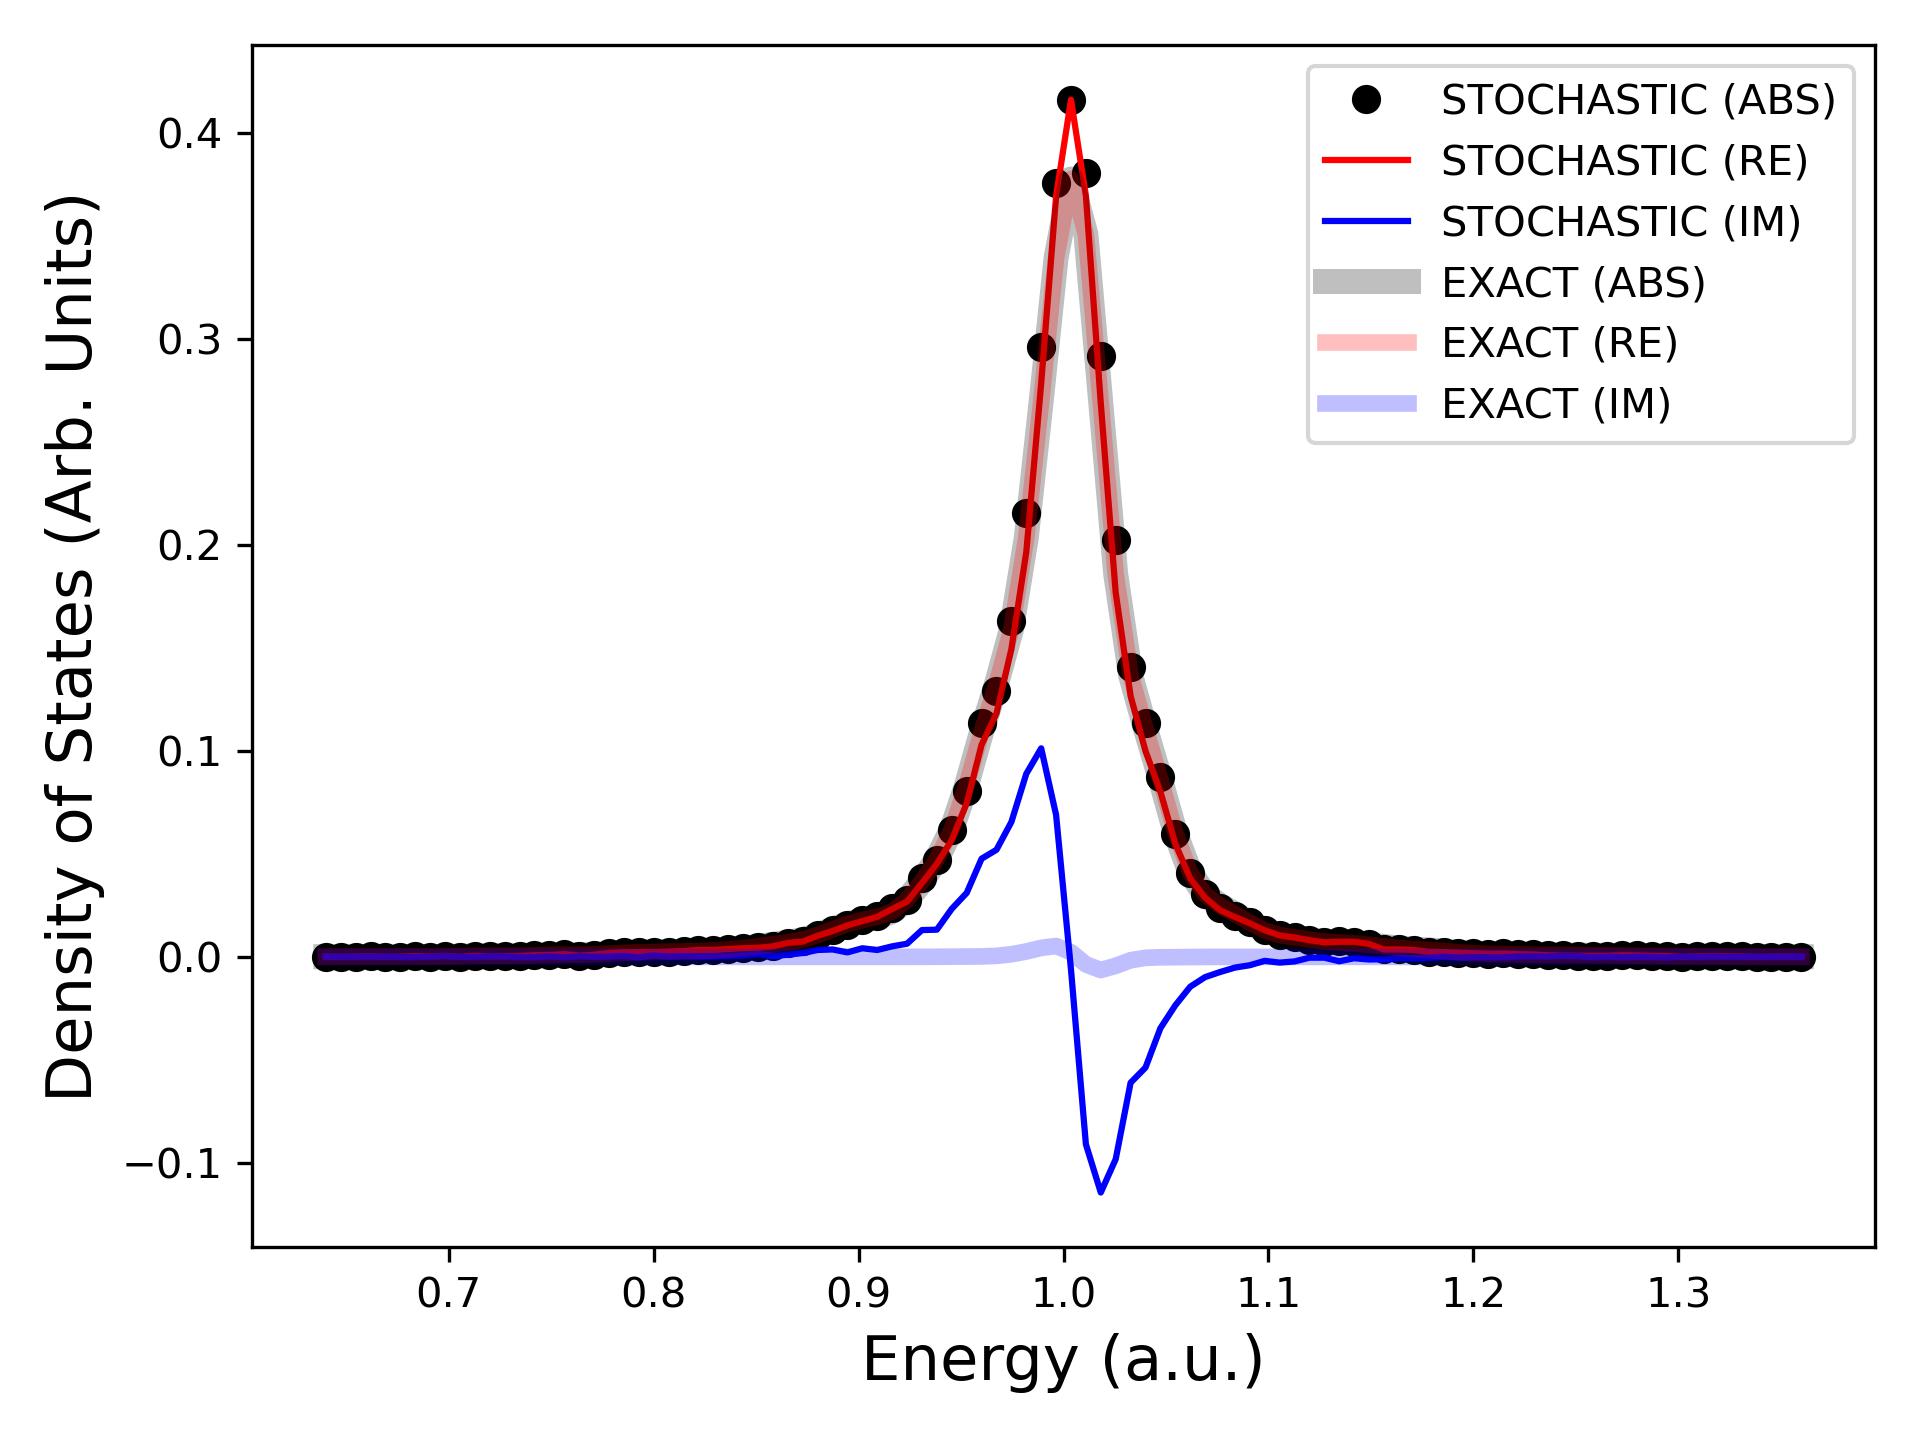 STOCHASTIC (ABS)
STOCHASTIC (RE)
STOCHASTIC (IM)
EXACT (ABS)
EXACT (RE)
EXACT (IM)
Density of States (Arb. Units)
0.4
0.3
0.2
0.1
0.0
−0.1
0.7 0.8 0.9 1.0 1.1 1.2 1.3
Energy (a.u.)